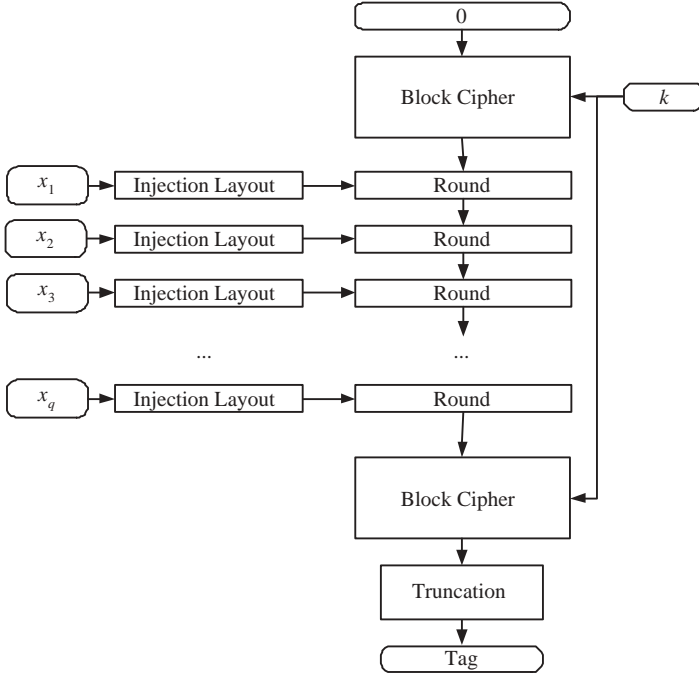 0
Block Cipher
k
x1 Injection Layout Round
x2 Injection Layout Round
x3 Injection Layout Round
... ...
xq Injection Layout Round
Block Cipher
Truncation
Tag